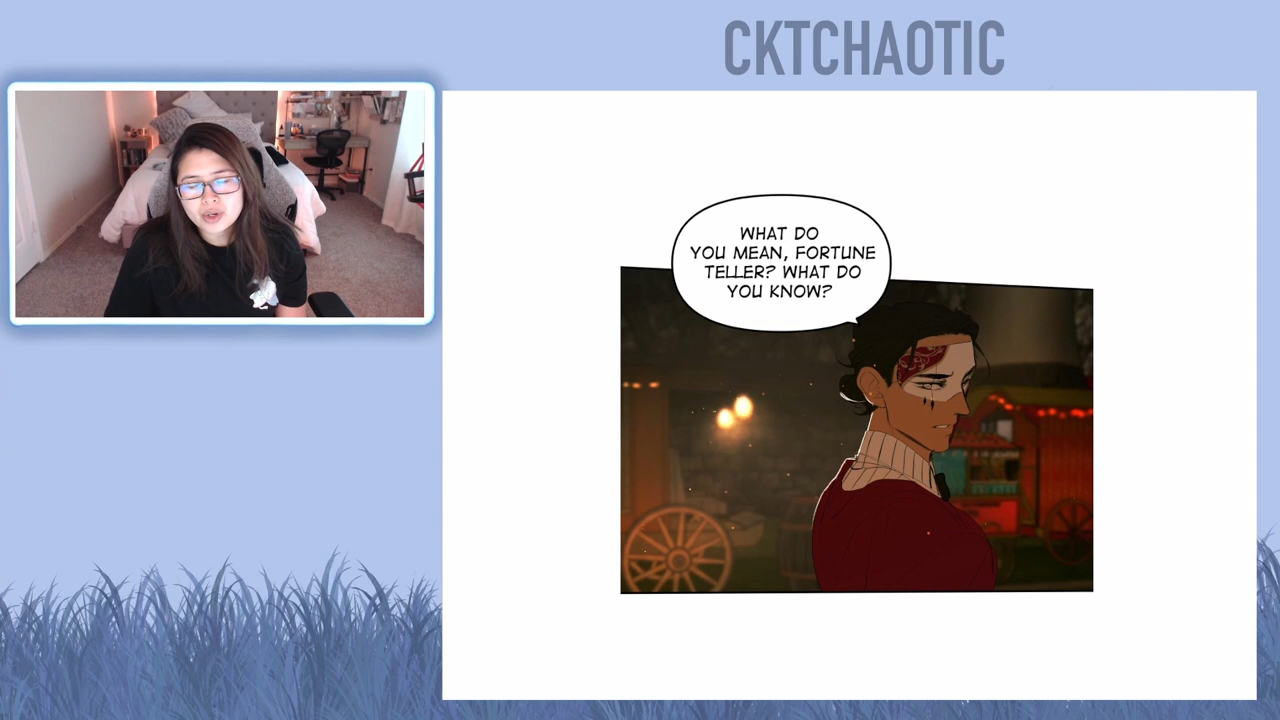 CKTCHAOTIC
WHAT DO
YOU MEAN, FORTUNE
TELLER? WHAT DO
YOU KNOW?